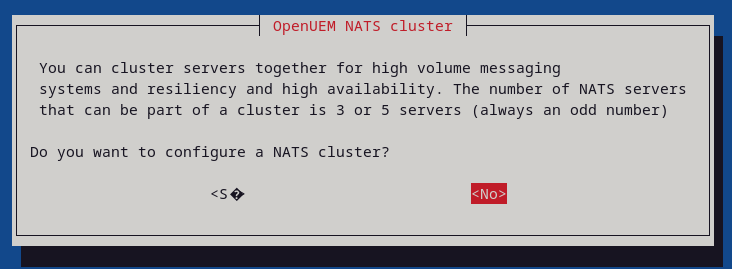 OpenUEM NATS cluster
You can cluster servers together for high volume messaging
systems and resiliency and high availability. The number of NATS servers
that can be part of a cluster is 3 or 5 servers (always an odd number)
Do you want to configure a NATS cluster?
<S� <No>